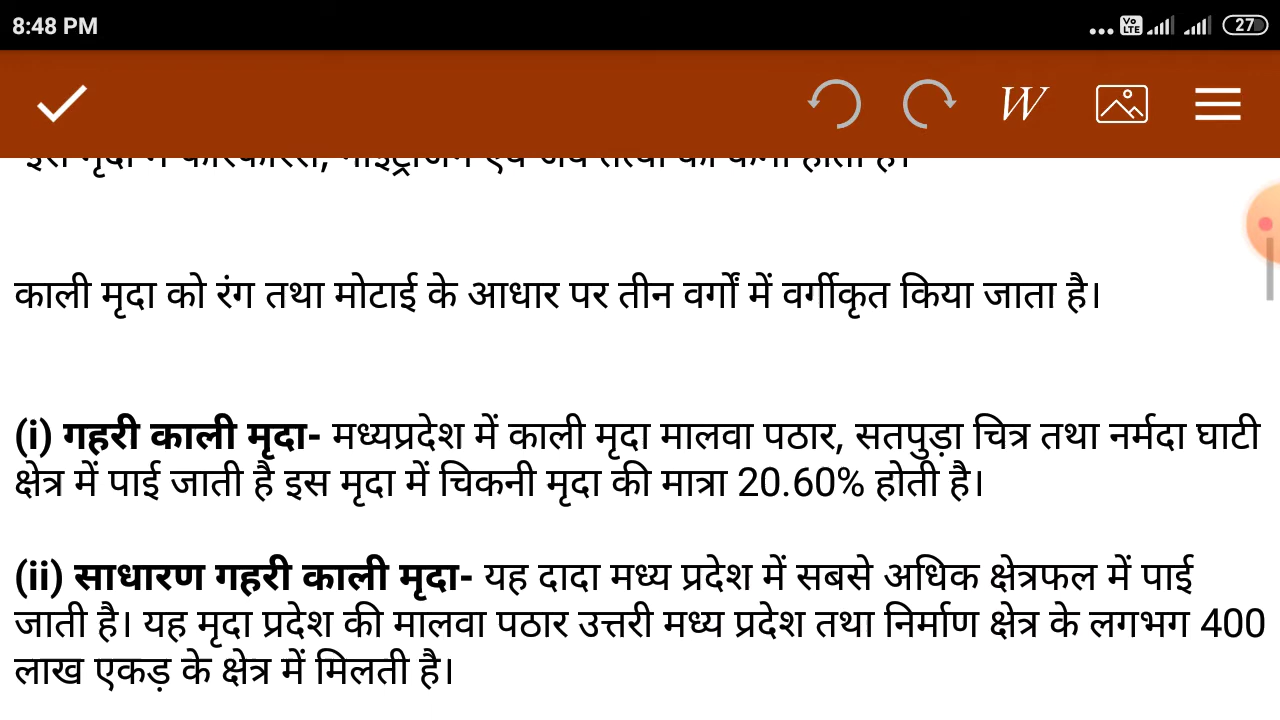 8:48 PM
Vo LTE
27
W
काली मृदा को रंग तथा मोटाई के आधार पर तीन वर्गों में वर्गीकृत किया जाता है।
(i) गहरी काली मृदा- मध्यप्रदेश में काली मृदा मालवा पठार, सतपुड़ा चित्र तथा नर्मदा घाटी
क्षेत्र में पाई जाती है इस मृदा में चिकनी मृदा की मात्रा 20.60% होती है।
(ii) साधारण गहरी काली मृदा- यह दादा मध्य प्रदेश में सबसे अधिक क्षेत्रफल में पाई
जाती है। यह मृदा प्रदेश की मालवा पठार उत्तरी मध्य प्रदेश तथा निर्माण क्षेत्र के लगभग 400
लाख एकड़ के क्षेत्र में मिलती है।